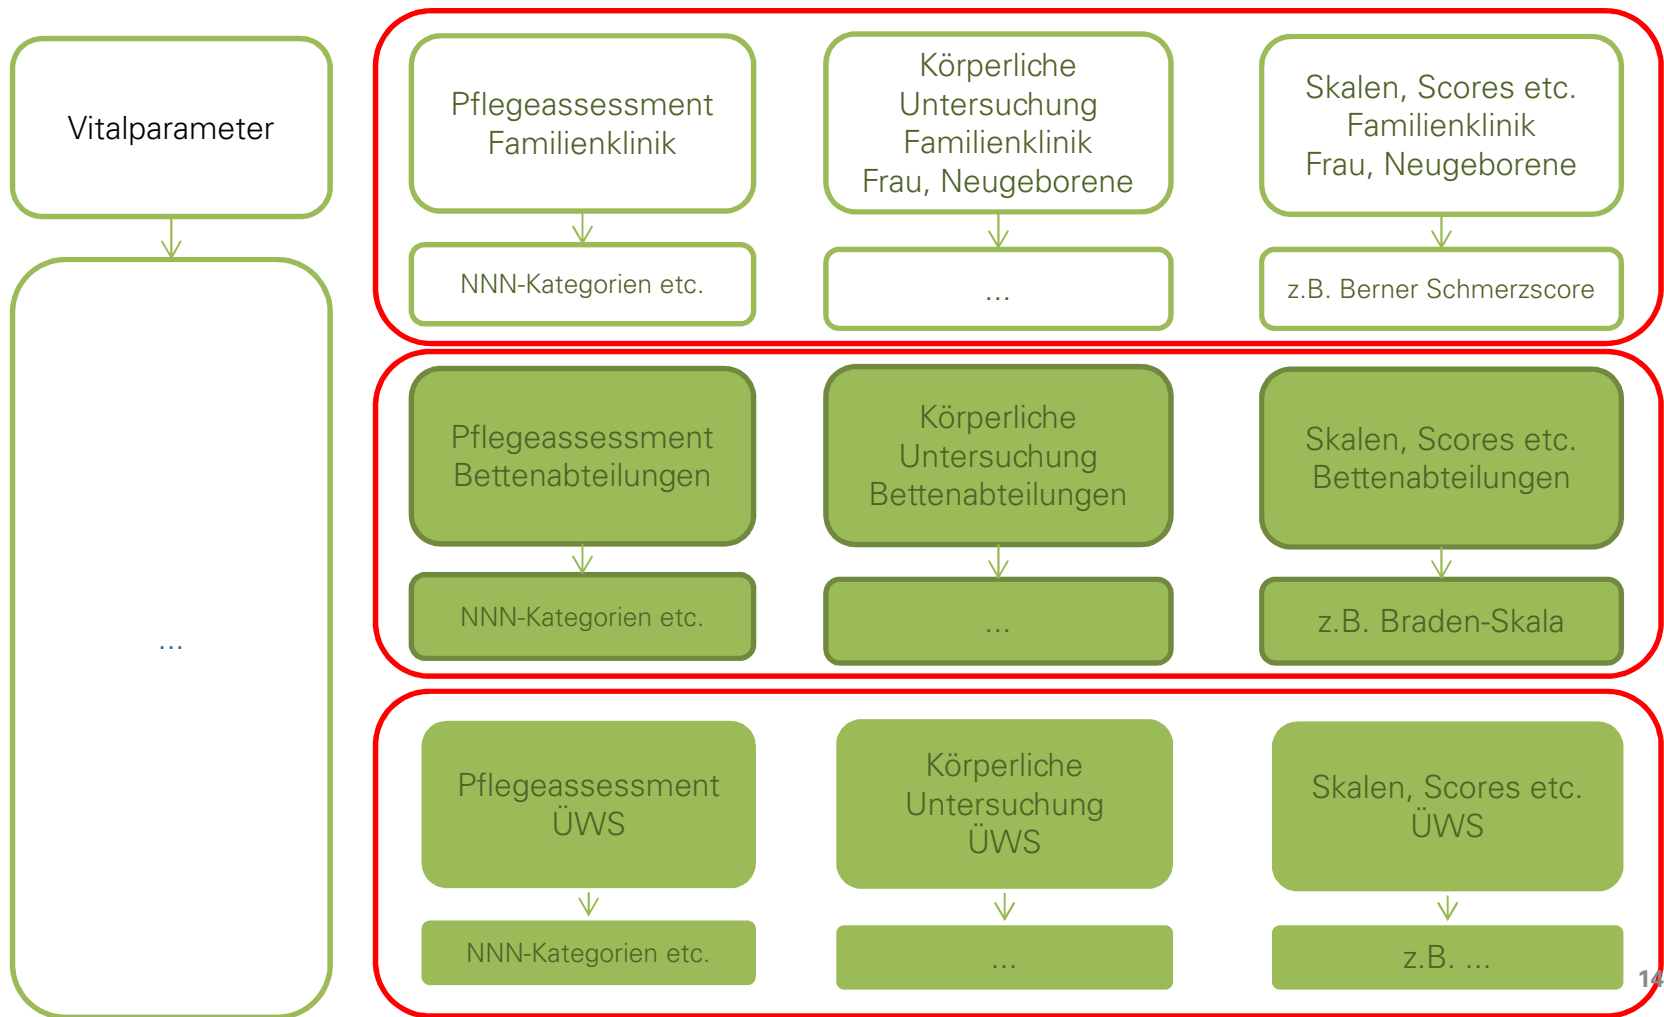 Vitalparameter
...
Pflegeassessment
Familienklinik
NNN-Kategorien etc.
Körperliche
Untersuchung
Familienklinik
Frau, Neugeborene
...
Skalen, Scores etc.
Familienklinik
Frau, Neugeborene
z.B. Berner Schmerzscore
Pflegeassessment
Bettenabteilungen
NNN-Kategorien etc.
Körperliche
Untersuchung
Bettenabteilungen
...
Skalen, Scores etc.
Bettenabteilungen
z.B. Braden-Skala
Pflegeassessment
ÜWS
NNN-Kategorien etc.
Körperliche
Untersuchung
ÜWS
...
Skalen, Scores etc.
ÜWS
z.B. ...
14